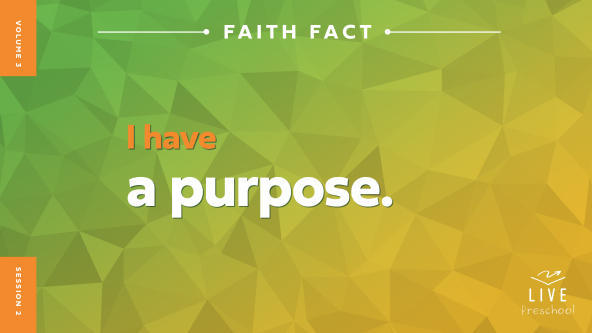 VOLUME 3
FAITH FACT
I have
a purpose.
SESSION 2
LIVE
Preschool